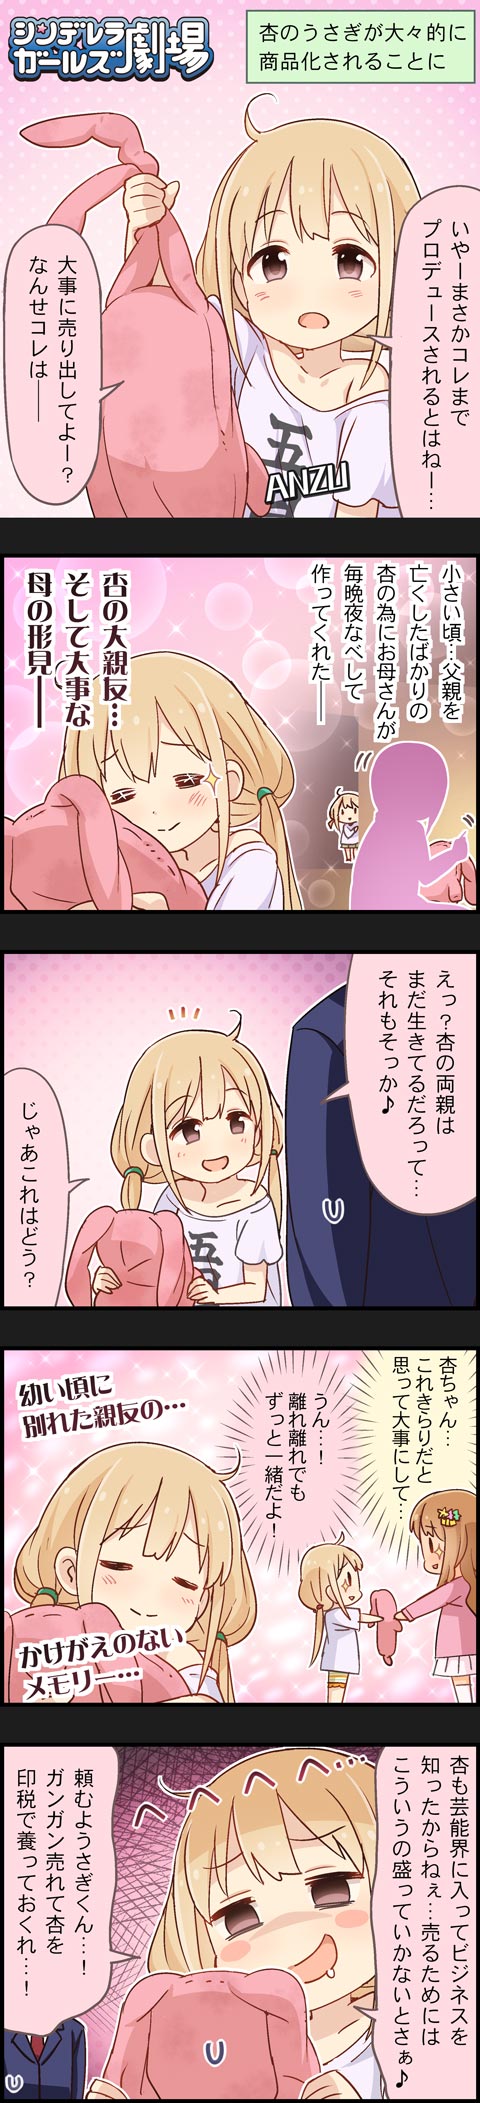 シンデレラ
ガールズ劇場
杏のうさぎが大々的に
商品化されることに
いやーまさかコレまで
プロデュースされるとはねー…
大事に売り出してよー？
なんせコレは――
吾
ANZU
小さい頃…父親を
亡くしたばかりの
杏の為にお母さんが
毎晩夜なべして
作ってくれた――
杏の大親友…
そして大事な
母の形見――
えっ？杏の両親は
まだ生きてるだろって…
それもそっか♪
じゃあこれはどう？
吾
杏ちゃん…
これきらりだと
思って大事にして…
うん…！
離れ離れでも
ずっと一緒だよ！
幼い頃に
別れた親友の…
かけがえのない
メモリー…
へへへへ…
杏も芸能界に入ってビジネスを
知ったからねぇ…売るためには
こういうの盛っていかないとさぁ♪
頼むようさぎくん…！
ガンガン売れて杏を
印税で養っておくれ…！